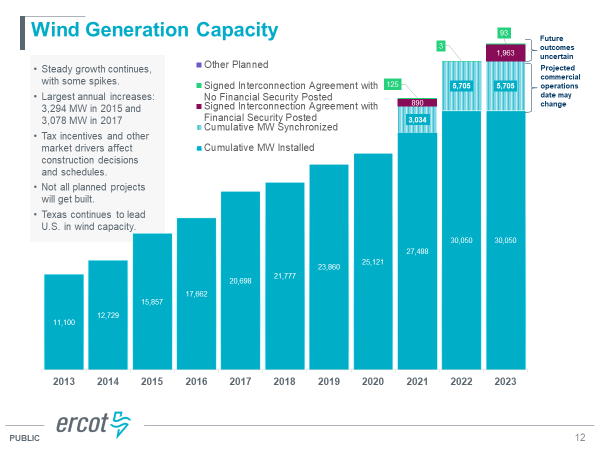 Wind Generation Capacity
• Steady growth continues,
with some spikes.
• Largest annual increases:
3,294 MW in 2015 and
3,078 MW in 2017
• Tax incentives and other
market drivers affect
construction decisions
and schedules.
• Not all planned projects
will get built.
• Texas continues to lead
U.S. in wind capacity.
Other Planned
Signed Interconnection Agreement with
No Financial Security Posted
Signed Interconnection Agreement with
Financial Security Posted
Cumulative MW Synchronized
Cumulative MW Installed
93
3
125
1,963
890
5,705
5,705
3,034
Future
outcomes
uncertain
Projected
commercial
operations
date may
change
11,100
12,729
15,857
17,662
20,698
21,777
23,860
25,121
27,488
30,050
30,050
2013 2014 2015 2016 2017 2018 2019 2020 2021 2022 2023
ercot
PUBLIC
12